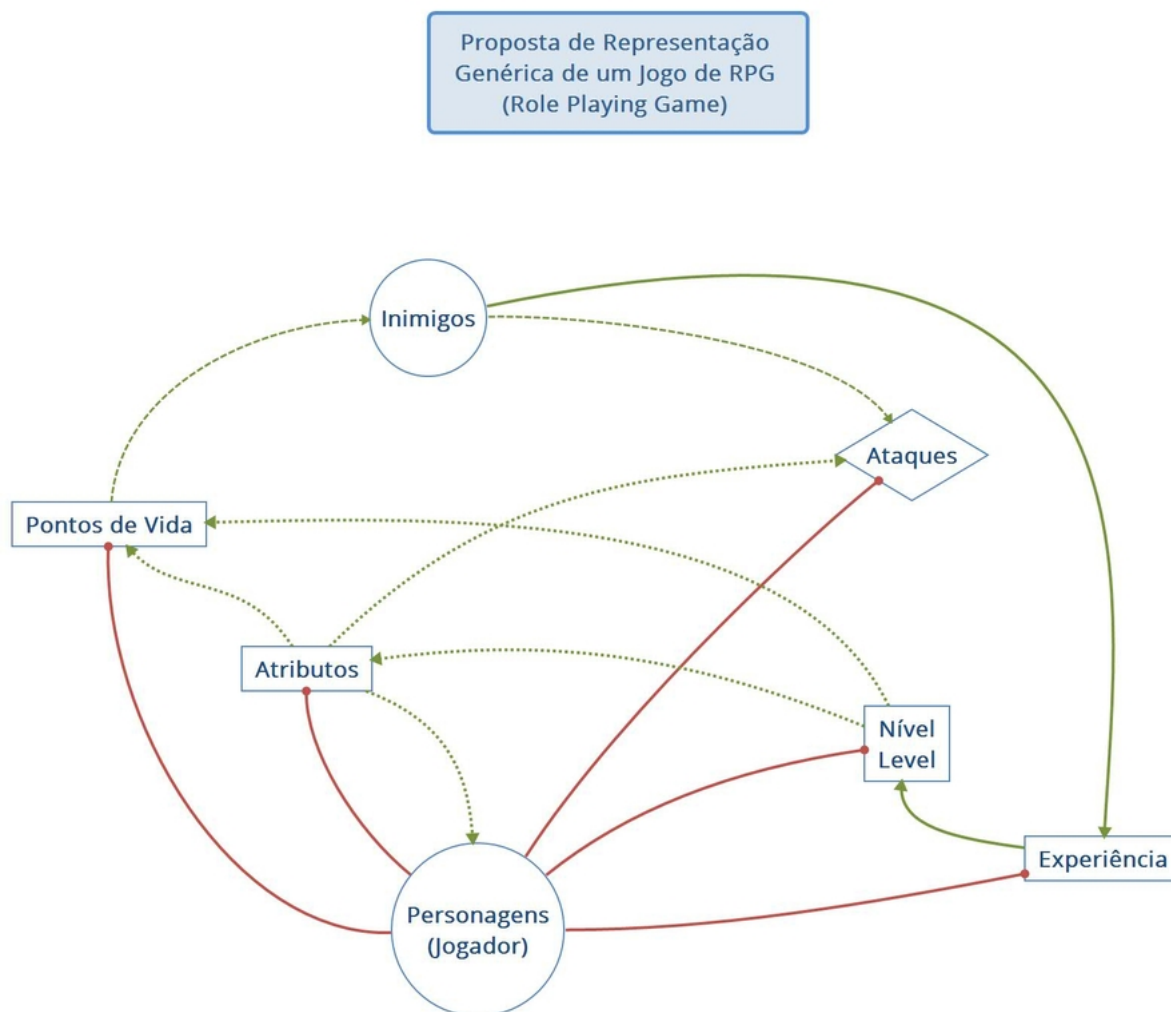 Proposta de Representação
Genérica de um Jogo de RPG
(Role Playing Game)
Inimigos
Ataques
Pontos de Vida
Atributos
Nível
Level
Experiência
Personagens
(Jogador)